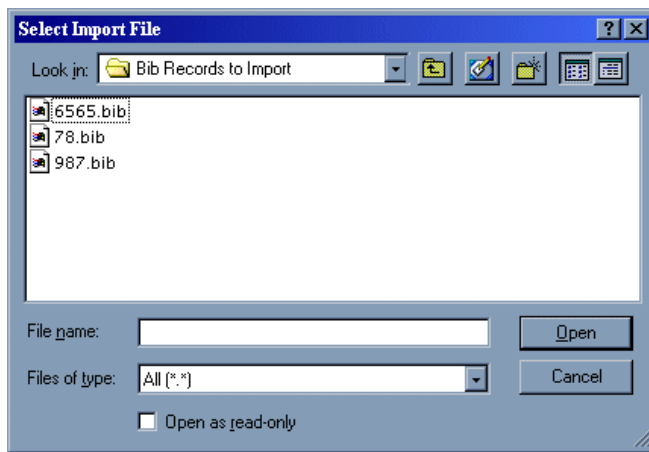 Select Import File
Look in: Bib Records to Import
6565.bib
78.bib
987.bib
File name: Open
Files of type: All (*.*) Cancel
Open as read-only